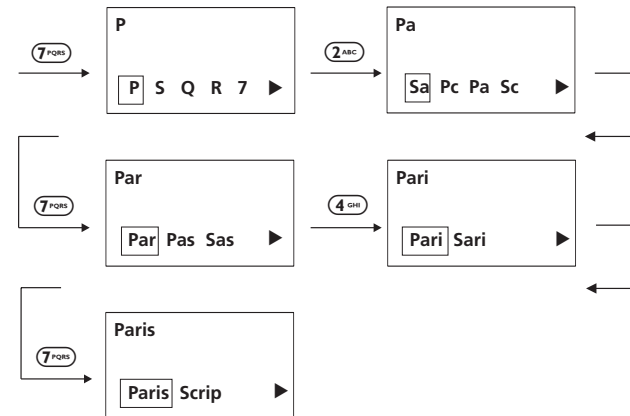 P
7 PQRS
P S Q R 7
Pa
2 ABC
Sa Pc Pa Sc
Par
7 PQRS
Par Pas Sas
Pari
4 GHI
Pari Sari
Paris
7 PQRS
Paris Scrip